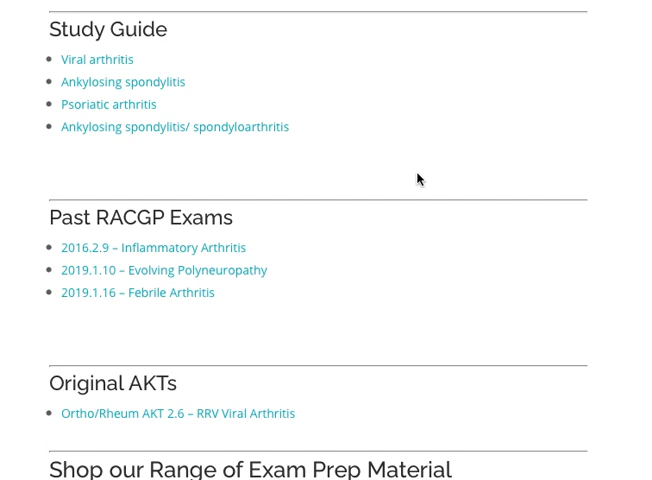 Study Guide
Viral arthritis
Ankylosing spondylitis
Psoriatic arthritis
Ankylosing spondylitis/ spondyloarthritis
Past RACGP Exams
2016.2.9 – Inflammatory Arthritis
2019.1.10 – Evolving Polyneuropathy
2019.1.16 – Febrile Arthritis
Original AKTs
Ortho/Rheum AKT 2.6 – RRV Viral Arthritis
Shop our Range of Exam Prep Material